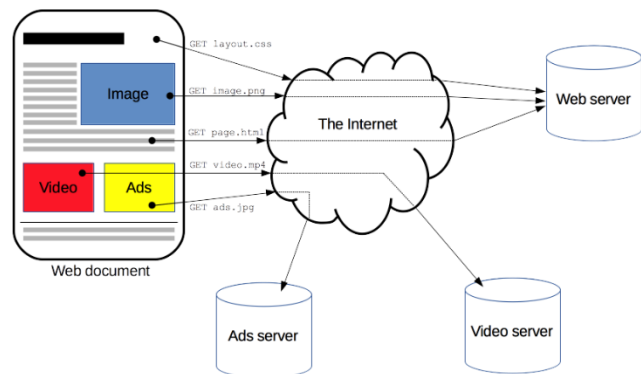 GET layout.css
Image
GET image.png
The Internet
Web server
GET page.html
GET video.mp4
Video
Ads
GET ads.jpg
Web document
Ads server
Video server